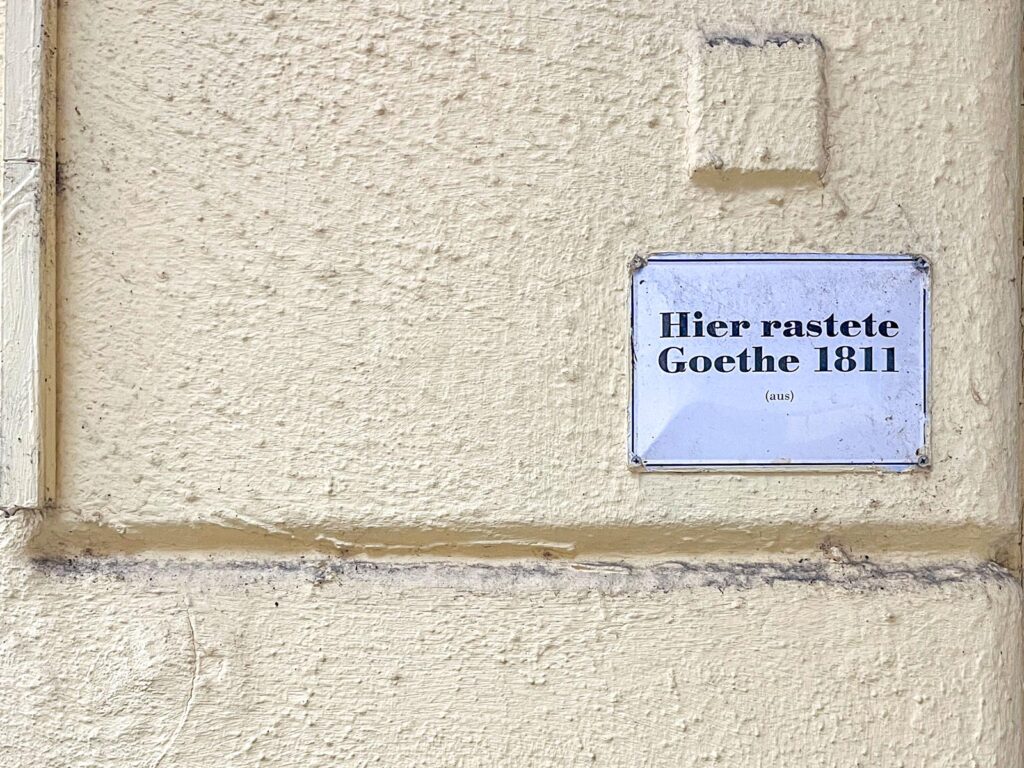 Hier rastete
Goethe 1811
(aus)